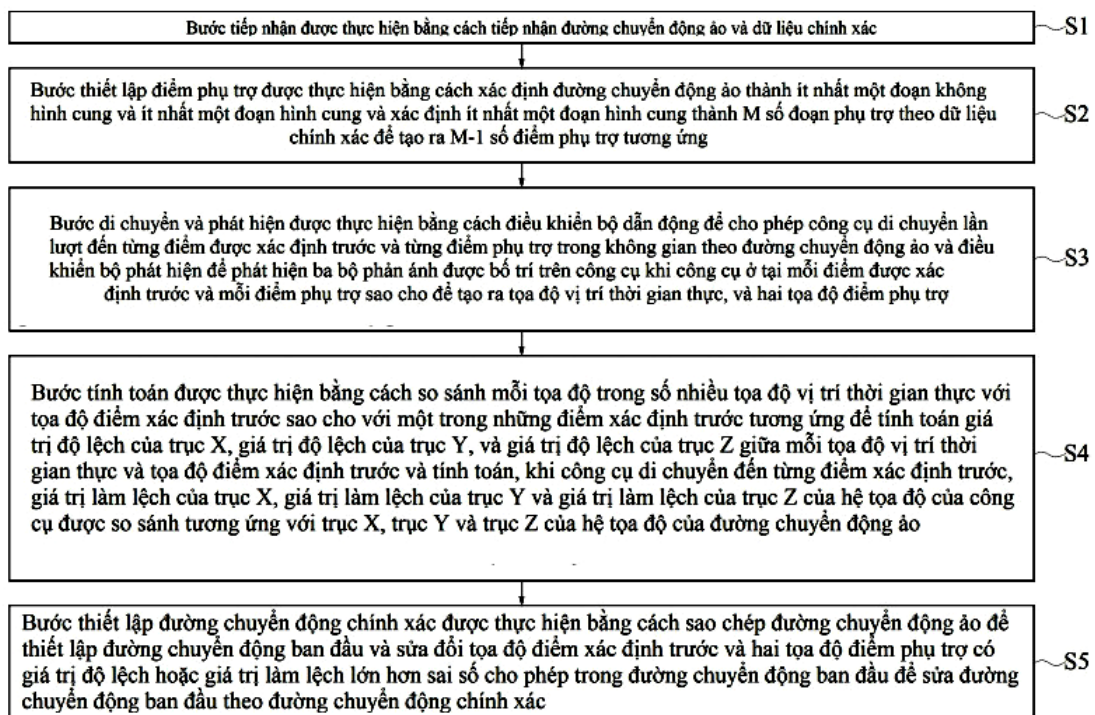 Bước tiếp nhận được thực hiện bằng cách tiếp nhận đường chuyển động ảo và dữ liệu chính xác
S1
Bước thiết lập điểm phụ trợ được thực hiện bằng cách xác định đường chuyển động ảo thành ít nhất một đoạn không
hình cung và ít nhất một đoạn hình cung và xác định ít nhất một đoạn hình cung thành M số đoạn phụ trợ theo dữ liệu
chính xác để tạo ra M-1 số điểm phụ trợ tương ứng
S2
Bước di chuyển và phát hiện được thực hiện bằng cách điều khiển bộ dẫn động để cho phép công cụ di chuyển lần
lượt đến từng điểm được xác định trước và từng điểm phụ trợ trong không gian theo đường chuyển động ảo và điều
khiển bộ phát hiện để phát hiện ba bộ phản ánh được bố trí trên công cụ khi công cụ ở tại mỗi điểm được xác
định trước và mỗi điểm phụ trợ sao cho để tạo ra tọa độ vị trí thời gian thực, và hai tọa độ điểm phụ trợ
S3
Bước tính toán được thực hiện bằng cách so sánh mỗi tọa độ trong số nhiều tọa độ vị trí thời gian thực với
tọa độ điểm xác định trước sao cho với một trong những điểm xác định trước tương ứng để tính toán giá
trị độ lệch của trục X, giá trị độ lệch của trục Y, và giá trị độ lệch của trục Z giữa mỗi tọa độ vị trí thời
gian thực và tọa độ điểm xác định trước và tính toán, khi công cụ di chuyển đến từng điểm xác định trước,
giá trị làm lệch của trục X, giá trị làm lệch của trục Y và giá trị làm lệch của trục Z của hệ tọa độ của công
cụ được so sánh tương ứng với trục X, trục Y và trục Z của hệ tọa độ của đường chuyển động ảo
S4
Bước thiết lập đường chuyển động chính xác được thực hiện bằng cách sao chép đường chuyển động ảo để
thiết lập đường chuyển động ban đầu và sửa đổi tọa độ điểm xác định trước và hai tọa độ điểm phụ trợ có
giá trị độ lệch hoặc giá trị làm lệch lớn hơn sai số cho phép trong đường chuyển động ban đầu để sửa đường
chuyển động ban đầu theo đường chuyển động chính xác
S5